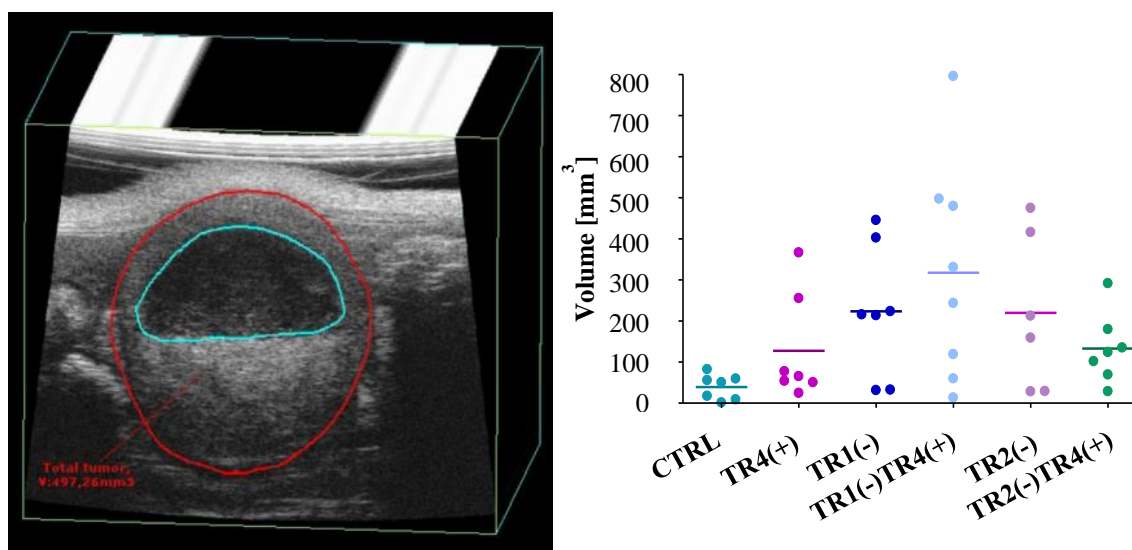 Total tumor,
V:497,26mm3
Volume [mm3]
800
700
600
500
400
300
200
100
0
CTRL
TR4(+)
TR1(-)
TR1(-)TR4(+)
TR2(-)
TR2(-)TR4(+)